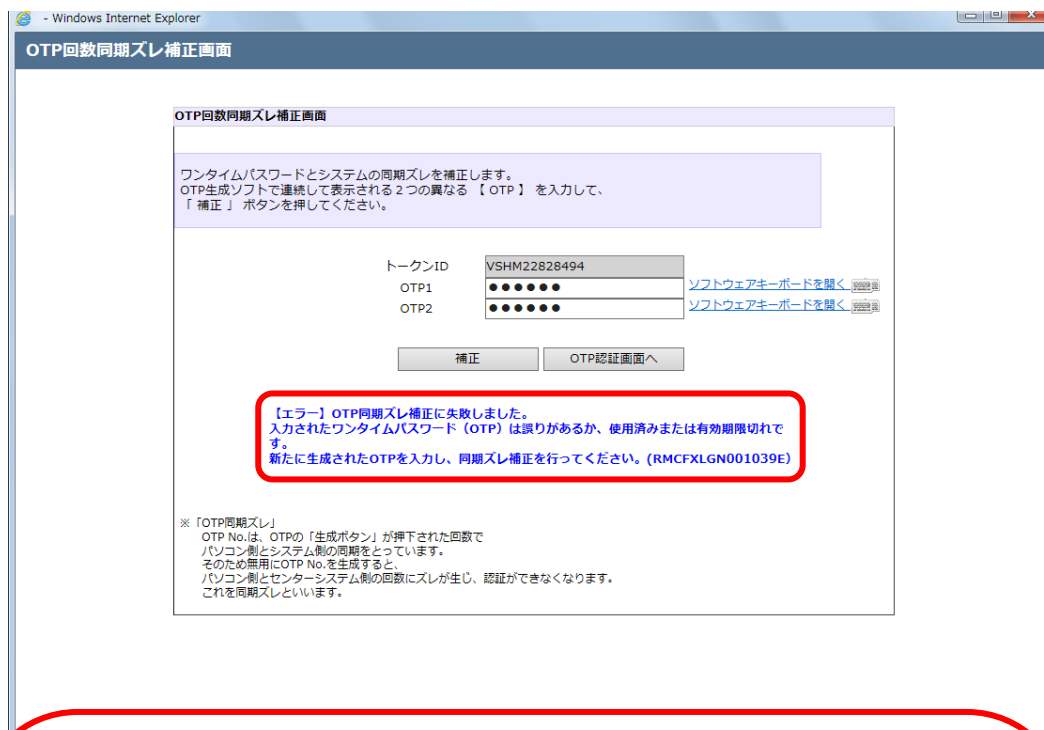 - Windows Internet Explorer
OTP回数同期ズレ補正画面
OTP回数同期ズレ補正画面
ワンタイムパスワードとシステムの同期ズレを補正します。
OTP生成ソフトで連続して表示される２つの異なる 【 OTP 】 を入力して、
「 補正 」 ボタンを押してください。
トークンID VSHM22828494
OTP1 ●●●●●● ソフトウェアキーボードを開く
OTP2 ●●●●●● ソフトウェアキーボードを開く
補正 OTP認証画面へ
【エラー】OTP同期ズレ補正に失敗しました。
入力されたワンタイムパスワード（OTP）は誤りがあるか、使用済みまたは有効期限切れで
す。
新たに生成されたOTPを入力し、同期ズレ補正を行ってください。(RMCFXLGN001039E)
※「OTP同期ズレ」
OTP No.は、OTPの「生成ボタン」が押下された回数で
パソコン側とシステム側の同期をとっています。
そのため無用にOTP No.を生成すると、
パソコン側とセンターシステム側の回数にズレが生じ、認証ができなくなります。
これを同期ズレといいます。